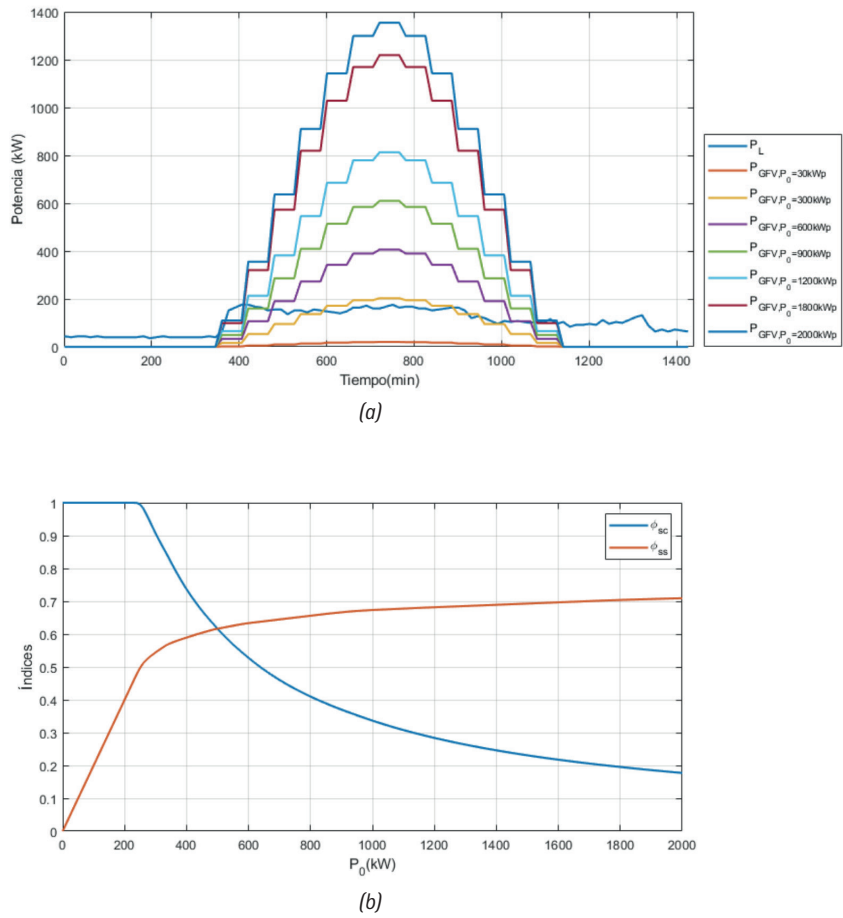 1400
1200
1000
800
600
400
200
0
Potencia (kW)
0 200 400 600 800 1000 1200 1400
Tiempo(min)
P_L
P_GFV,P_0=30kWp
P_GFV,P_0=300kWp
P_GFV,P_0=600kWp
P_GFV,P_0=900kWp
P_GFV,P_0=1200kWp
P_GFV,P_0=1800kWp
P_GFV,P_0=2000kWp
(a)
1
0.9
0.8
0.7
0.6
0.5
0.4
0.3
0.2
0.1
0
Índices
ϕ_sc
ϕ_ss
0 200 400 600 800 1000 1200 1400 1600 1800 2000
P_0(kW)
(b)